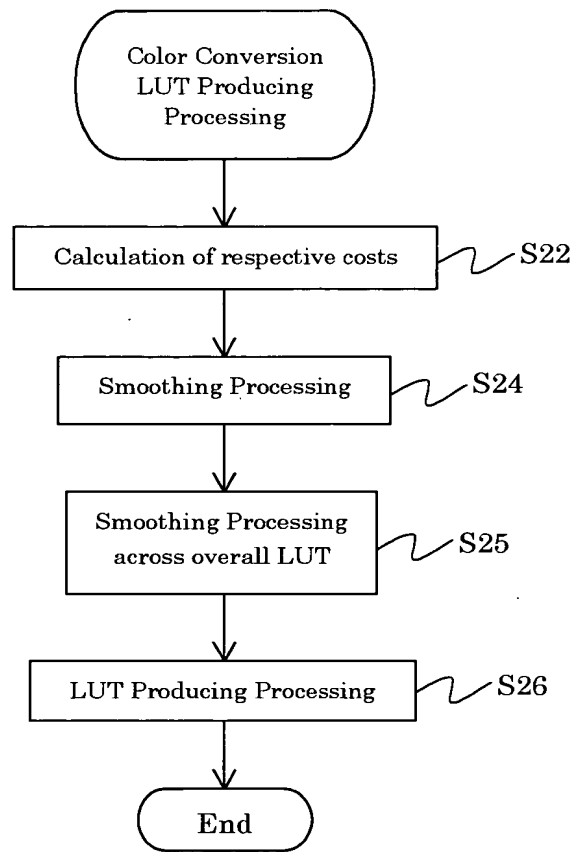 Color Conversion
LUT Producing
Processing
Calculation of respective costs
S22
Smoothing Processing
S24
Smoothing Processing
across overall LUT
S25
LUT Producing Processing
S26
End